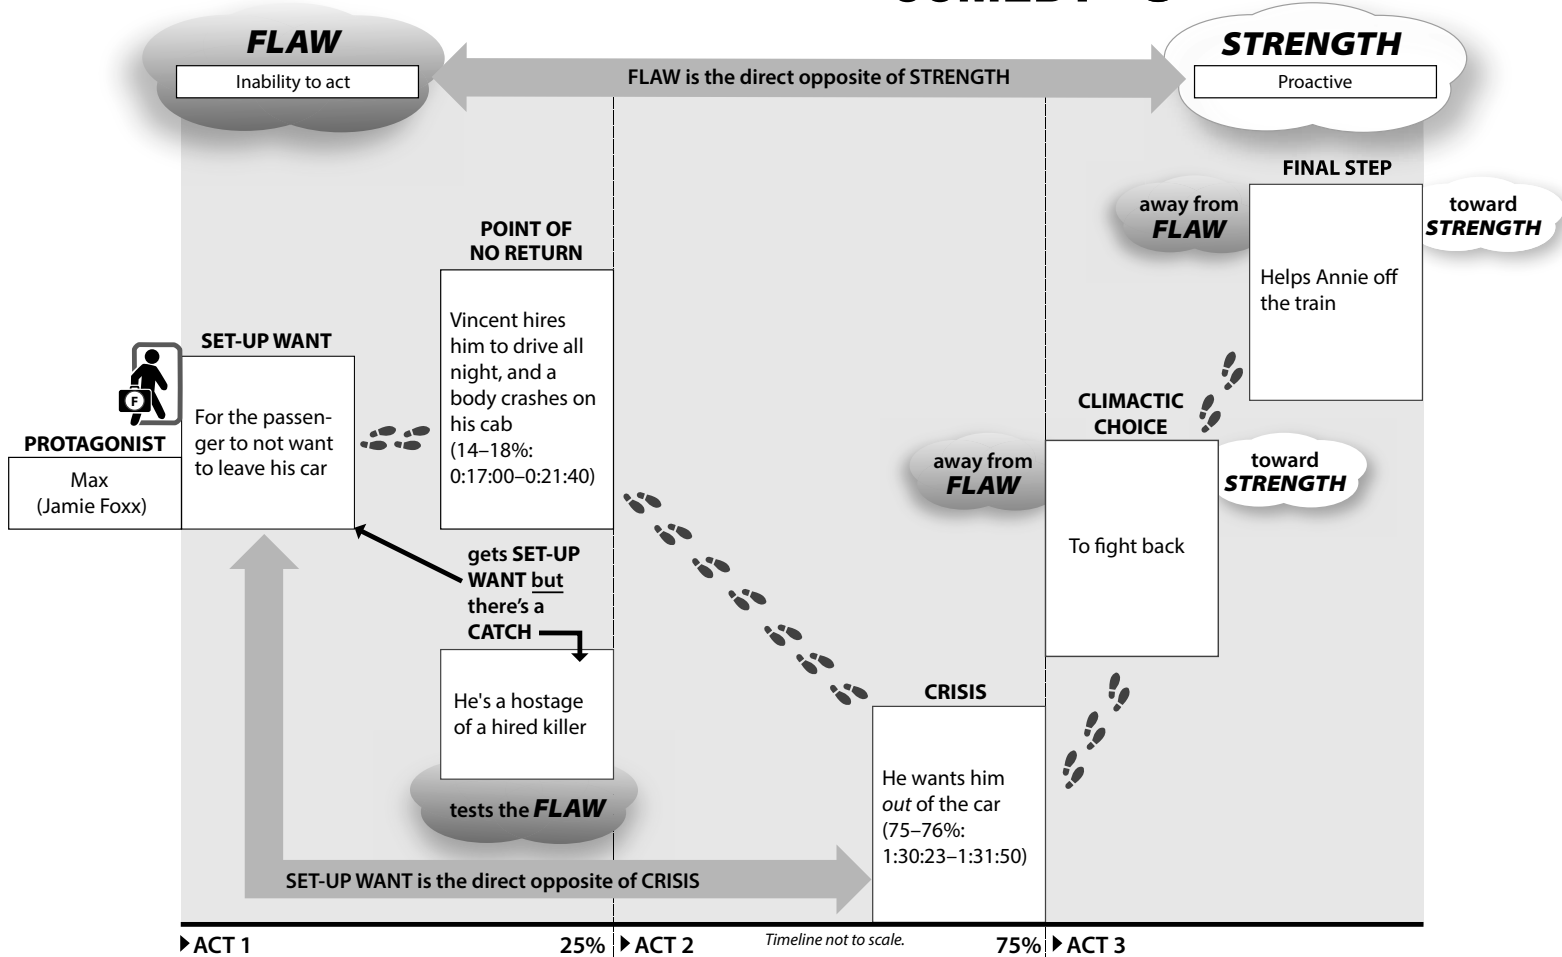 FLAW
Inability to act
FLAW is the direct opposite of STRENGTH
STRENGTH
Proactive
FINAL STEP
away from
FLAW
toward
STRENGTH
Helps Annie off
the train
POINT OF
NO RETURN
Vincent hires
him to drive all
night, and a
body crashes on
his cab
(14–18%:
0:17:00–0:21:40)
SET-UP WANT
For the passen-
ger to not want
to leave his car
F
PROTAGONIST
Max
(Jamie Foxx)
CLIMACTIC
CHOICE
away from
FLAW
toward
STRENGTH
To fight back
gets SET-UP
WANT but
there's a
CATCH
He's a hostage
of a hired killer
tests the FLAW
CRISIS
He wants him
out of the car
(75–76%:
1:30:23–1:31:50)
SET-UP WANT is the direct opposite of CRISIS
ACT 1
25%
ACT 2
Timeline not to scale.
75%
ACT 3